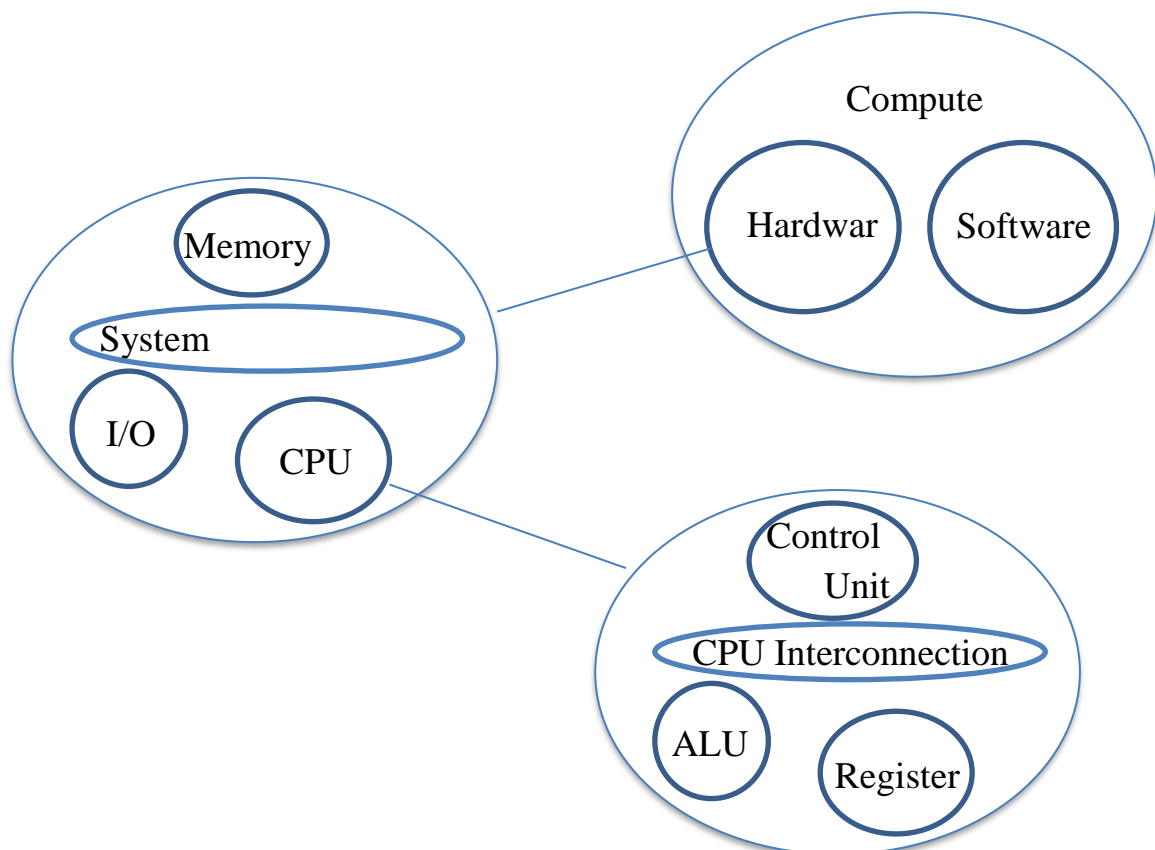 Compute
Hardwar
Software
Memory
System
I/O
CPU
Control
Unit
CPU Interconnection
ALU
Register